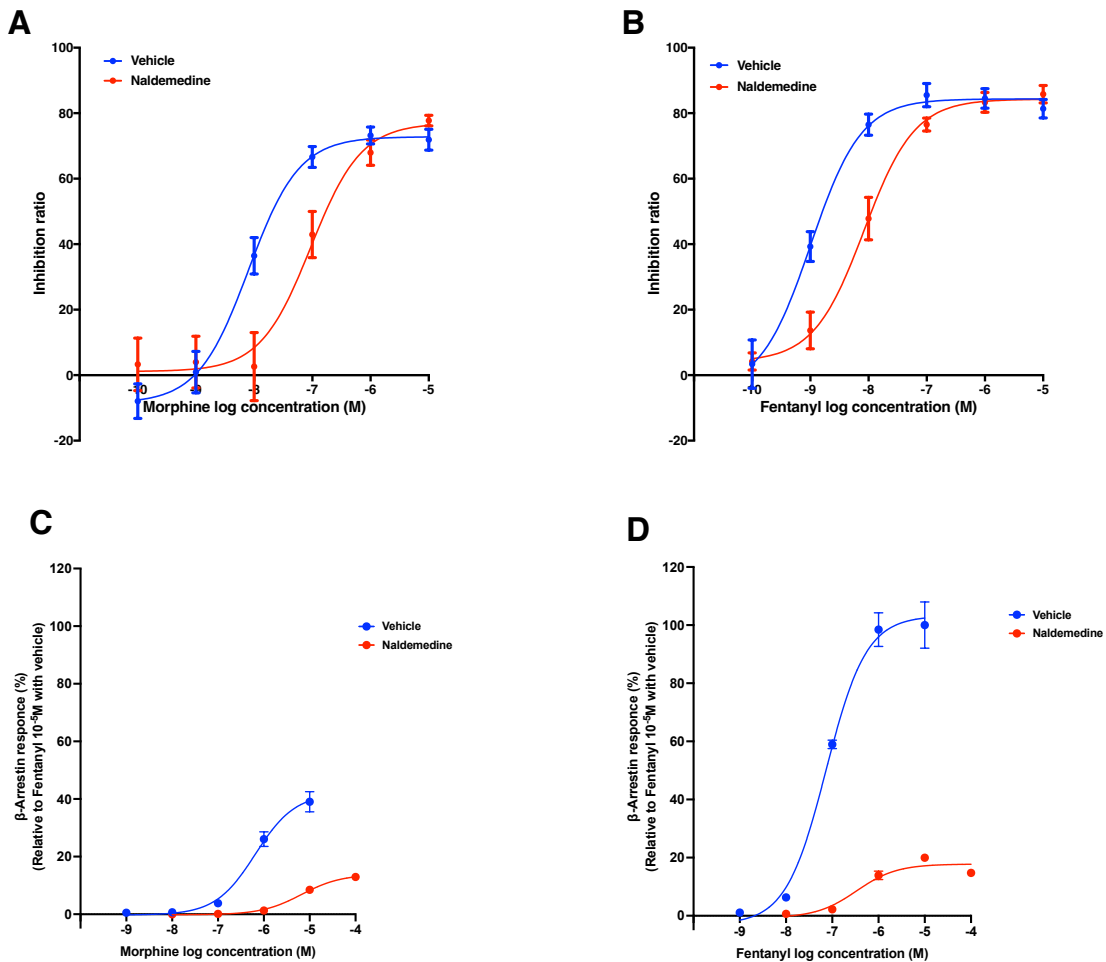 A
100
80
60
40
20
0
-20
Inhibition ratio
Vehicle
Naldemedine
-10 -9 -8 -7 -6 -5
Morphine log concentration (M)
B
100
80
60
40
20
0
-20
Inhibition ratio
Vehicle
Naldemedine
-10 -9 -8 -7 -6 -5
Fentanyl log concentration (M)
C
120
100
80
60
40
20
0
β-Arrestin responce (%)
(Relative to Fentanyl 10⁻⁵M with vehicle)
Vehicle
Naldemedine
-9 -8 -7 -6 -5 -4
Morphine log concentration (M)
D
120
100
80
60
40
20
0
β-Arrestin responce (%)
(Relative to Fentanyl 10⁻⁵M with vehicle)
Vehicle
Naldemedine
-9 -8 -7 -6 -5 -4
Fentanyl log concentration (M)